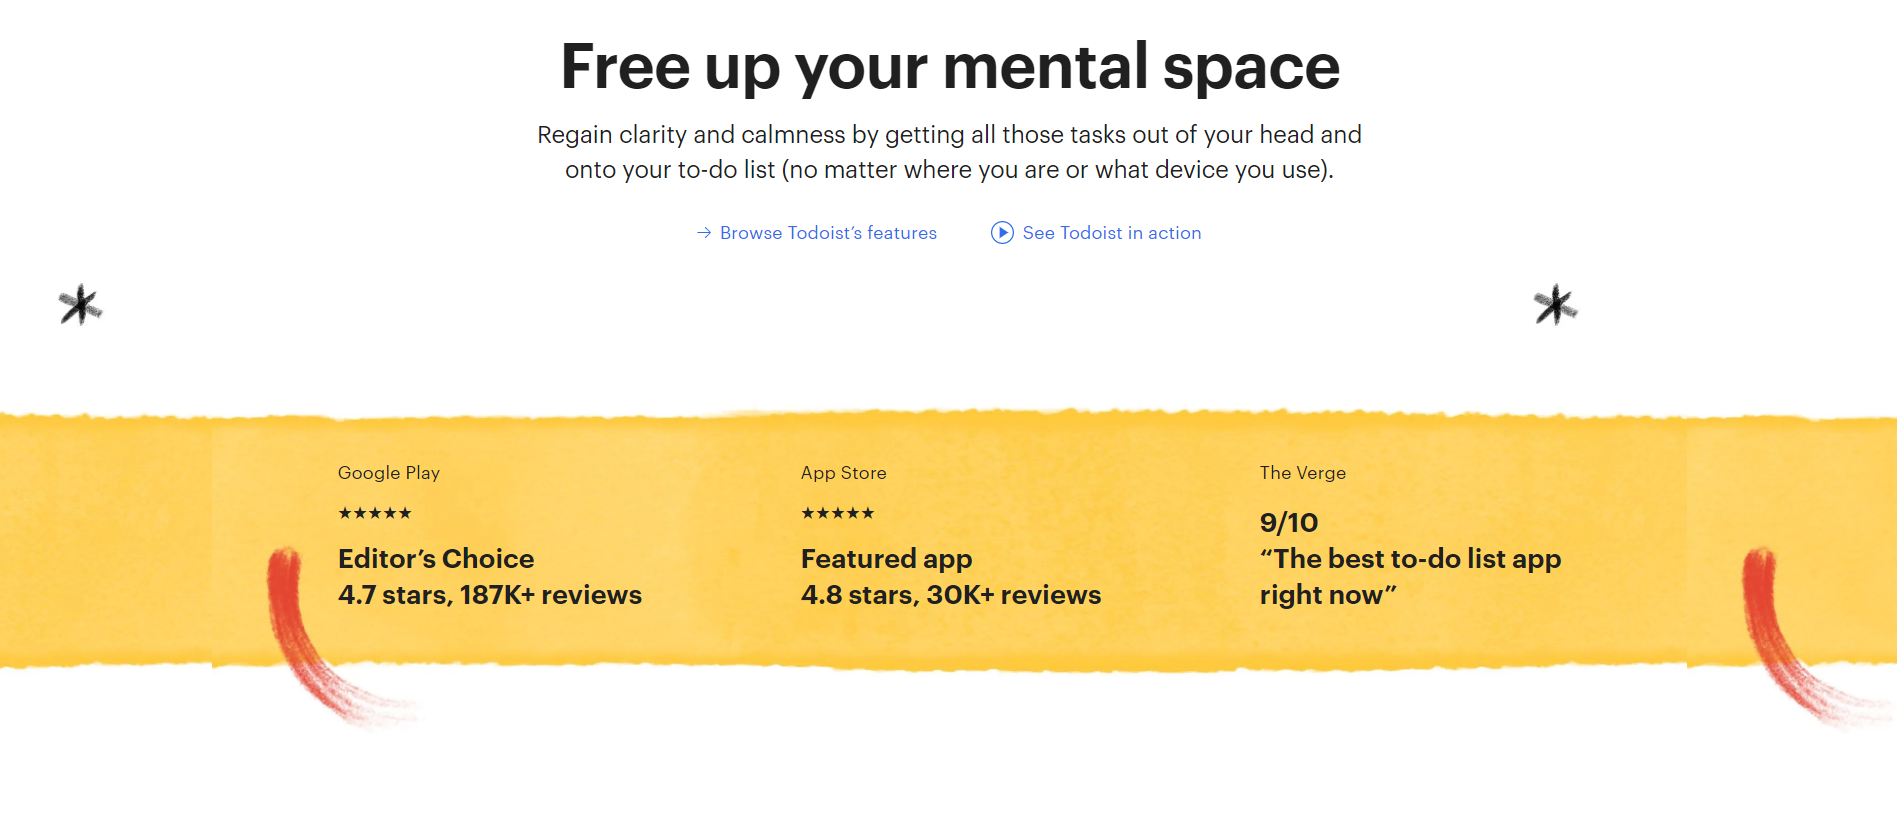 Free up your mental space
Regain clarity and calmness by getting all those tasks out of your head and
onto your to-do list (no matter where you are or what device you use).
→ Browse Todoist’s features
See Todoist in action
Google Play
★★★★★
Editor’s Choice
4.7 stars, 187K+ reviews
App Store
★★★★★
Featured app
4.8 stars, 30K+ reviews
The Verge
9/10
“The best to-do list app
right now”